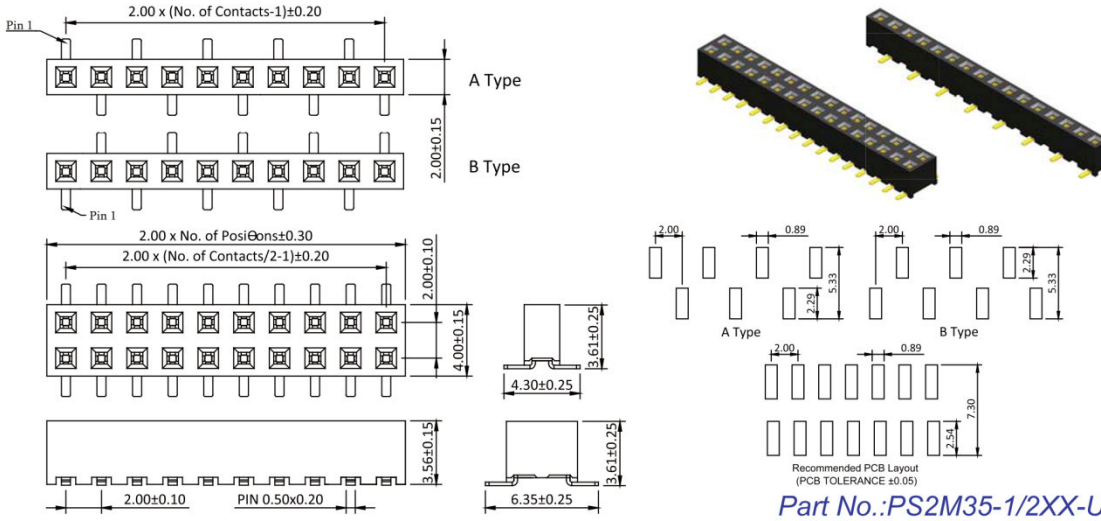 2.00 x (No. of Contacts-1)±0.20
Pin 1
A Type
2.00±0.15
B Type
Pin 1
2.00 x No. of PosiӨons±0.30
2.00 x (No. of Contacts/2-1)±0.20
2.00±0.10
4.00±0.15
3.61±0.25
4.30±0.25
3.56±0.15
2.00±0.10
PIN 0.50x0.20
3.61±0.25
6.35±0.25
2.00
0.89
2.29
5.33
A Type
2.00
0.89
2.29
5.33
B Type
2.00
0.89
7.30
2.54
Recommended PCB Layout
(PCB TOLERANCE ±0.05)
Part No.:PS2M35-1/2XX-U